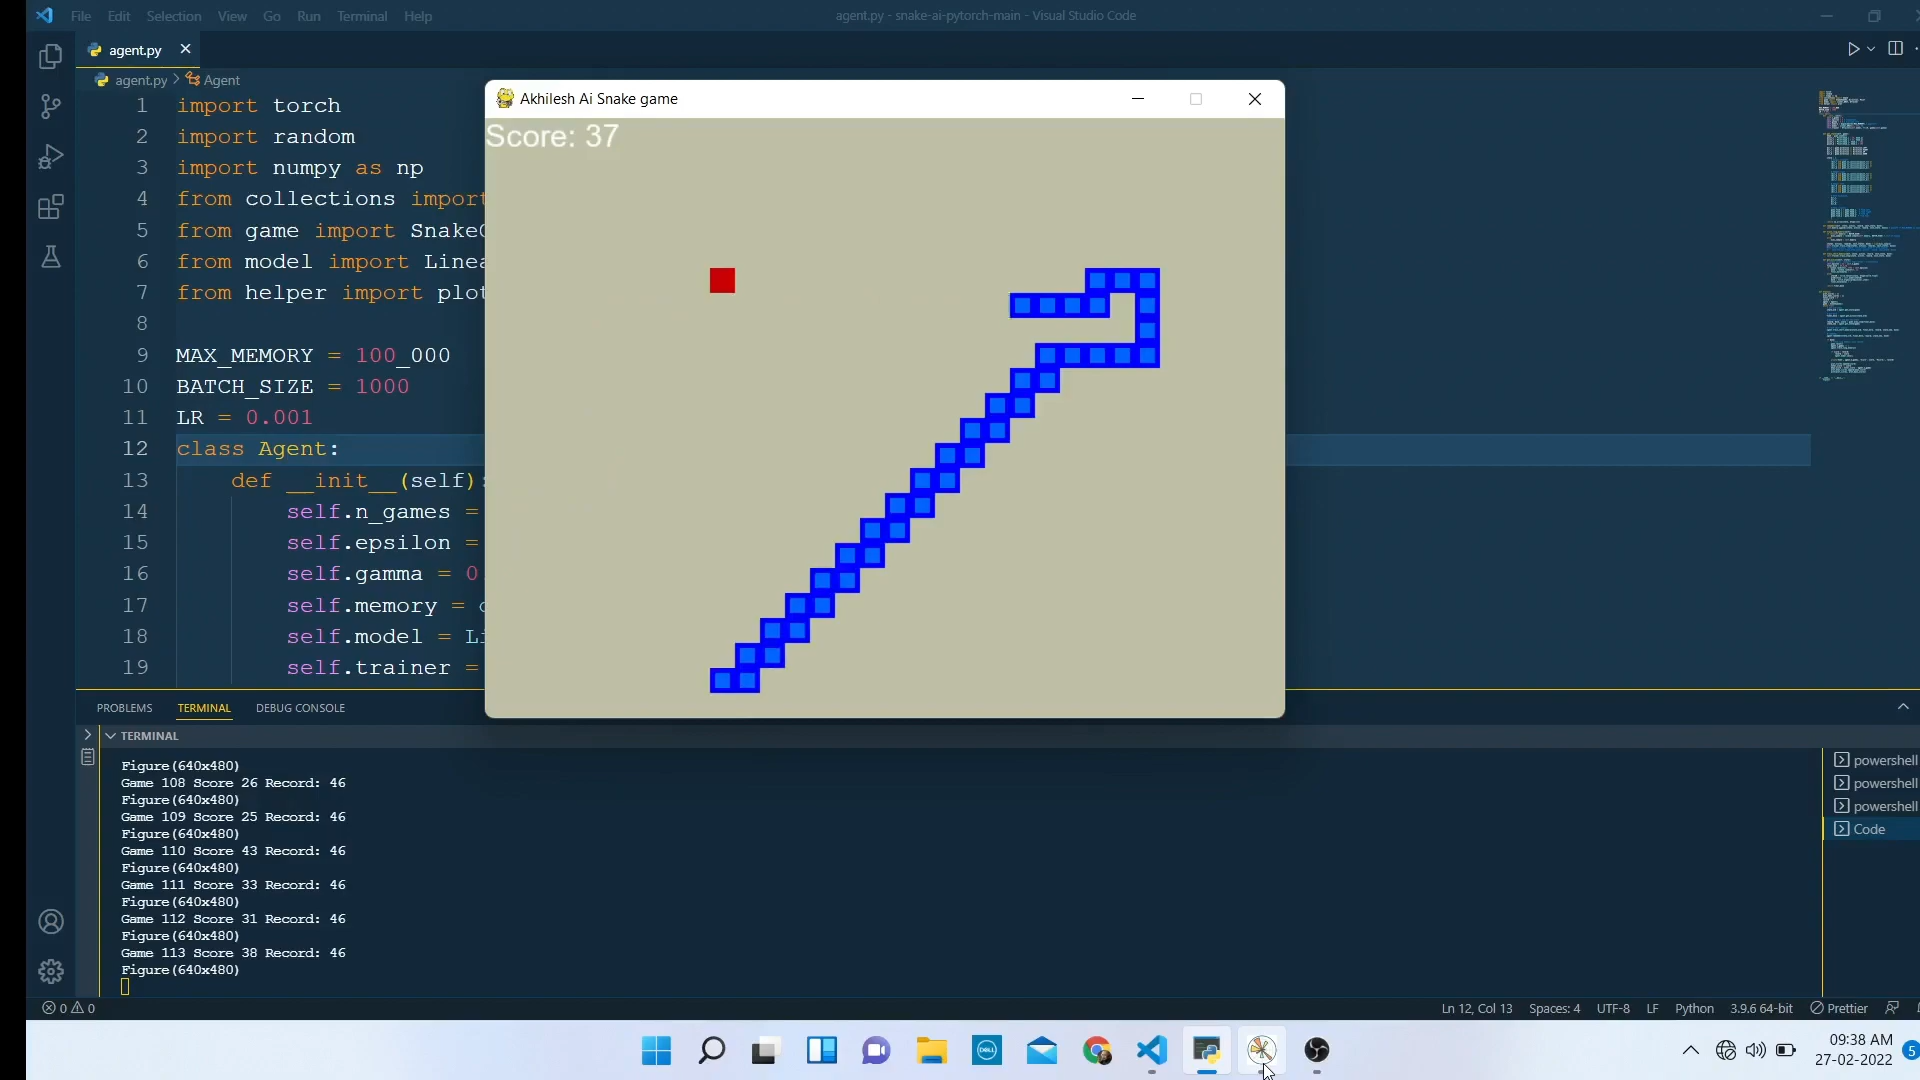 File Edit Selection View Go Run Terminal Help
agent.py - snake-ai-pytorch-main - Visual Studio Code
agent.py
agent.py > Agent
1 import torch
2 import random
3 import numpy as np
4 from collections import
5 from game import Snake
6 from model import Linea
7 from helper import plot
8
9 MAX_MEMORY = 100_000
10 BATCH_SIZE = 1000
11 LR = 0.001
12 class Agent:
13 def __init__(self):
14 self.n_games =
15 self.epsilon =
16 self.gamma = 0
17 self.memory =
18 self.model = Li
19 self.trainer =
Akhilesh Ai Snake game
Score: 37
PROBLEMS TERMINAL DEBUG CONSOLE
TERMINAL
Figure(640x480)
Game 108 Score 26 Record: 46
Figure(640x480)
Game 109 Score 25 Record: 46
Figure(640x480)
Game 110 Score 43 Record: 46
Figure(640x480)
Game 111 Score 33 Record: 46
Figure(640x480)
Game 112 Score 31 Record: 46
Figure(640x480)
Game 113 Score 38 Record: 46
Figure(640x480)
powershell
powershell
powershell
Code
0 0
Ln 12, Col 13 Spaces: 4 UTF-8 LF Python 3.9.6 64-bit Prettier
DELL
09:38 AM
27-02-2022
5